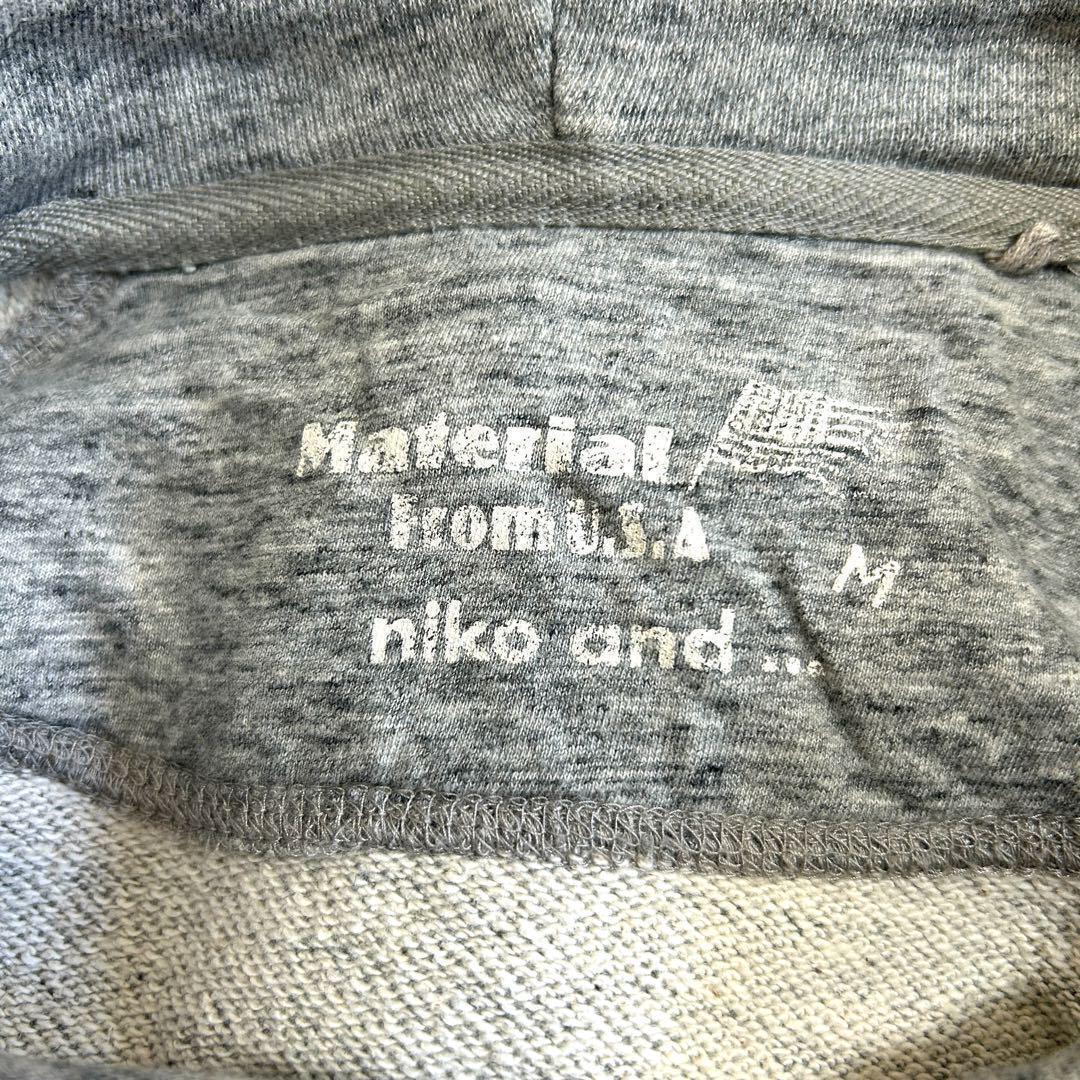 Material
from U.S.A
M
niko and ...